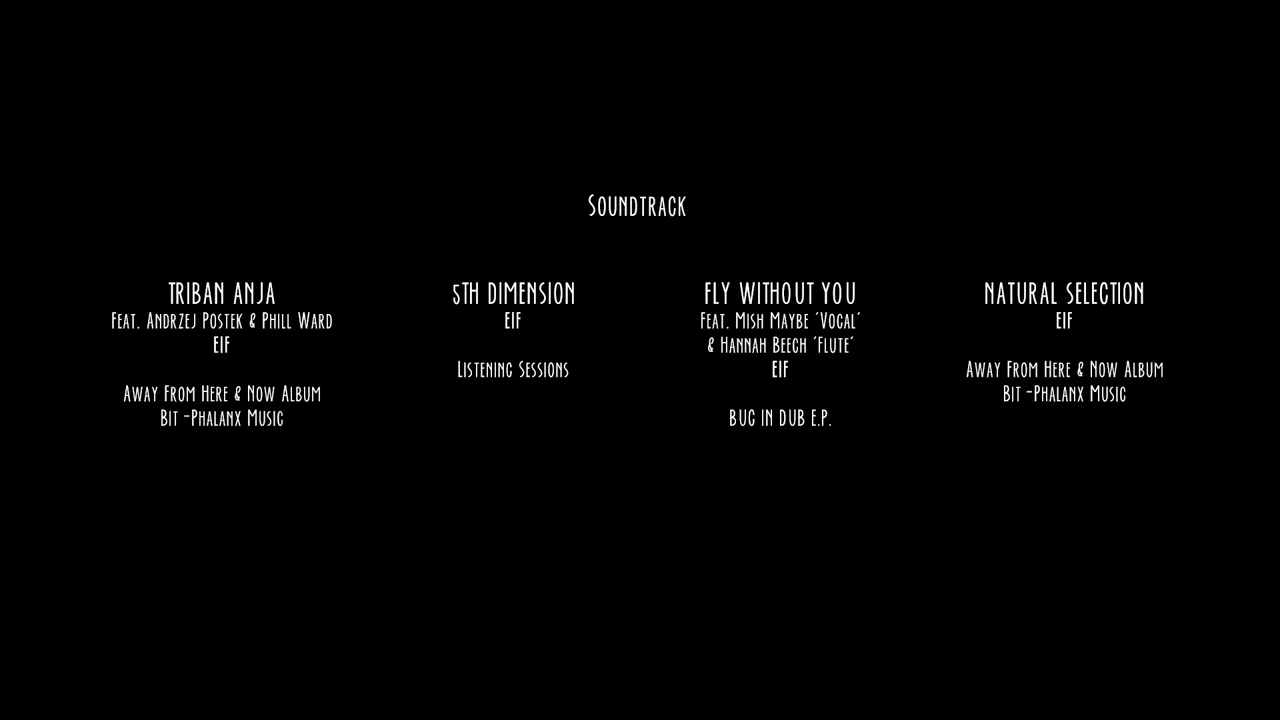 Soundtrack
TRIBAN ANJA
Feat. Andrzej Postek & Phill Ward
EIF
Away From Here & Now Album
Bit -Phalanx Music
5TH DIMENSION
EIF
Listening Sessions
FLY WITHOUT YOU
Feat. Mish Maybe 'Vocal'
& Hannah Beech 'Flute'
EIF
BUG IN DUB E.P.
NATURAL SELECTION
EIF
Away From Here & Now Album
Bit -Phalanx Music